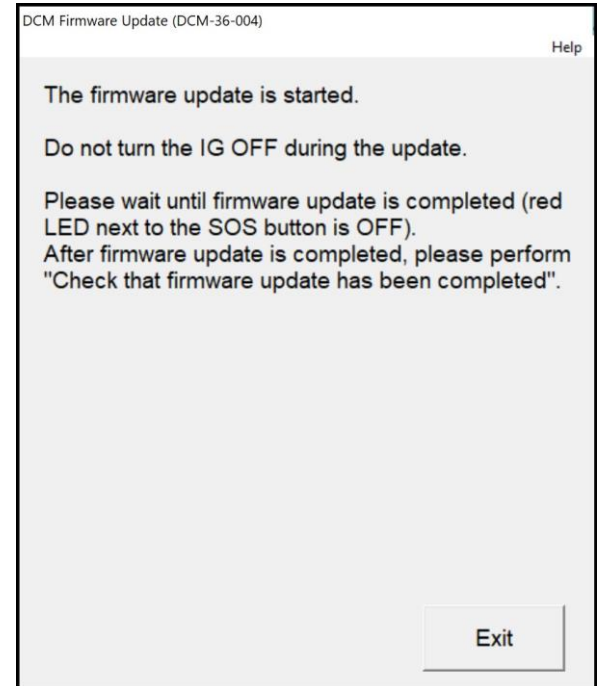 DCM Firmware Update (DCM-36-004)
Help
The firmware update is started.
Do not turn the IG OFF during the update.
Please wait until firmware update is completed (red
LED next to the SOS button is OFF).
After firmware update is completed, please perform
"Check that firmware update has been completed".
Exit